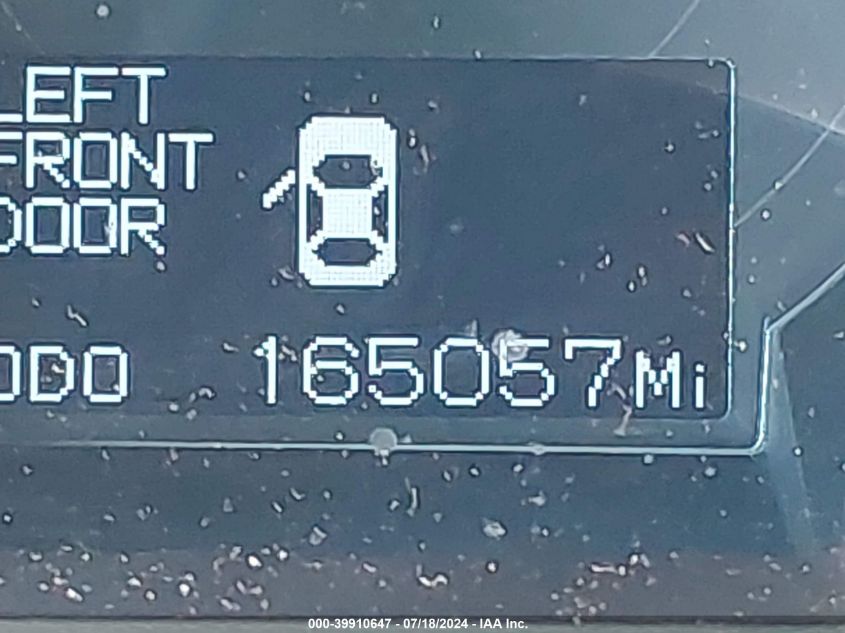 LEFT
FRONT
DOOR
ODO 165057Mi
000-39910647 - 07/18/2024 - IAA Inc.